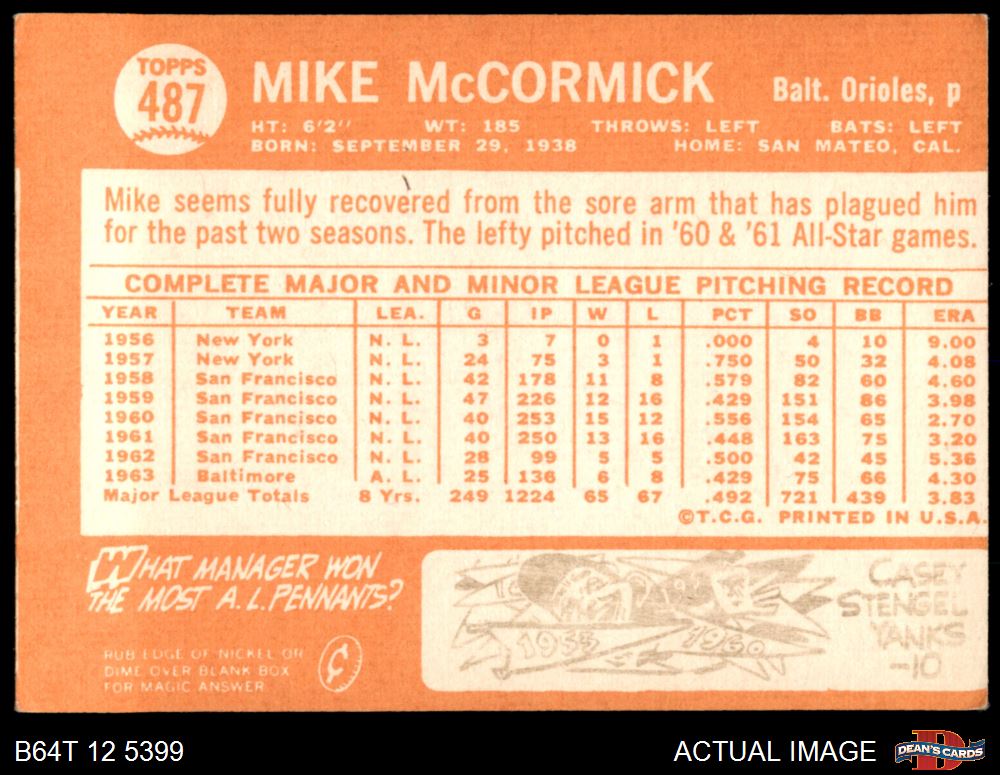 TOPPS
487
MIKE McCORMICK
Balt. Orioles, p
HT: 6'2" WT: 185 THROWS: LEFT BATS: LEFT
BORN: SEPTEMBER 29, 1938 HOME: SAN MATEO, CAL.
Mike seems fully recovered from the sore arm that has plagued him
for the past two seasons. The lefty pitched in '60 & '61 All-Star games.
COMPLETE MAJOR AND MINOR LEAGUE PITCHING RECORD
YEAR TEAM LEA. G IP W L PCT SO BB ERA
1956 New York N. L. 3 7 0 1 .000 4 10 9.00
1957 New York N. L. 24 75 3 1 .750 50 32 4.08
1958 San Francisco N. L. 42 178 11 8 .579 82 60 4.60
1959 San Francisco N. L. 47 226 12 16 .429 151 86 3.98
1960 San Francisco N. L. 40 253 15 12 .556 154 65 2.70
1961 San Francisco N. L. 40 250 13 16 .448 163 75 3.20
1962 San Francisco N. L. 28 99 5 5 .500 42 45 5.36
1963 Baltimore A. L. 25 136 6 8 .429 75 66 4.30
Major League Totals 8 Yrs. 249 1224 65 67 .492 721 439 3.83
©T.C.G. PRINTED IN U.S.A.
WHAT MANAGER WON
THE MOST A.L. PENNANTS?
RUB EDGE OF NICKEL OR
DIME OVER BLANK BOX
FOR MAGIC ANSWER
¢
1960
CASEY
STENGEL
YANKS
-10
B64T 12 5399
ACTUAL IMAGE
DEAN'S CARDS